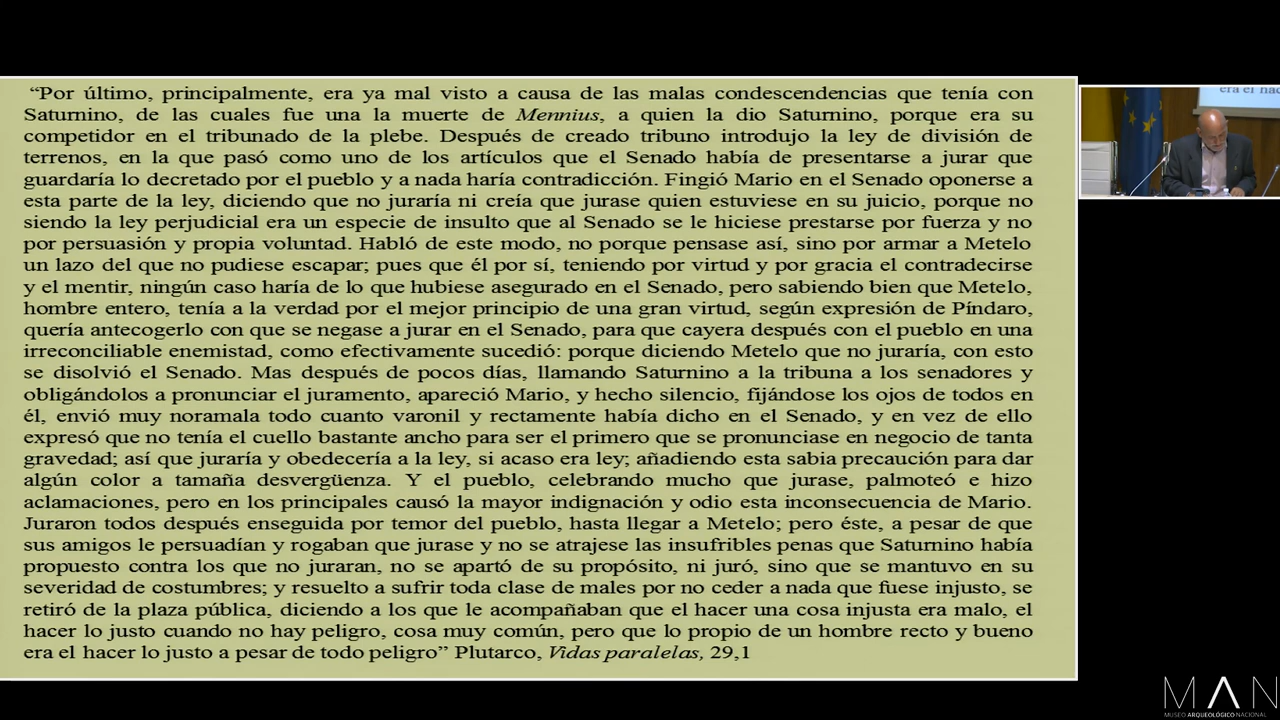 “Por último, principalmente, era ya mal visto a causa de las malas condescendencias que tenía con
Saturnino, de las cuales fue una la muerte de Mennius, a quien la dio Saturnino, porque era su
competidor en el tribunado de la plebe. Después de creado tribuno introdujo la ley de división de
terrenos, en la que pasó como uno de los artículos que el Senado había de presentarse a jurar que
guardaría lo decretado por el pueblo y a nada haría contradicción. Fingió Mario en el Senado oponerse a
esta parte de la ley, diciendo que no juraría ni creía que jurase quien estuviese en su juicio, porque no
siendo la ley perjudicial era un especie de insulto que al Senado se le hiciese prestarse por fuerza y no
por persuasión y propia voluntad. Habló de este modo, no porque pensase así, sino por armar a Metelo
un lazo del que no pudiese escapar; pues que él por sí, teniendo por virtud y por gracia el contradecirse
y el mentir, ningún caso haría de lo que hubiese asegurado en el Senado, pero sabiendo bien que Metelo,
hombre entero, tenía a la verdad por el mejor principio de una gran virtud, según expresión de Píndaro,
quería antecogerlo con que se negase a jurar en el Senado, para que cayera después con el pueblo en una
irreconciliable enemistad, como efectivamente sucedió: porque diciendo Metelo que no juraría, con esto
se disolvió el Senado. Mas después de pocos días, llamando Saturnino a la tribuna a los senadores y
obligándolos a pronunciar el juramento, apareció Mario, y hecho silencio, fijándose los ojos de todos en
él, envió muy noramala todo cuanto varonil y rectamente había dicho en el Senado, y en vez de ello
expresó que no tenía el cuello bastante ancho para ser el primero que se pronunciase en negocio de tanta
gravedad; así que juraría y obedecería a la ley, si acaso era ley; añadiendo esta sabia precaución para dar
algún color a tamaña desvergüenza. Y el pueblo, celebrando mucho que jurase, palmoteó e hizo
aclamaciones, pero en los principales causó la mayor indignación y odio esta inconsecuencia de Mario.
Juraron todos después enseguida por temor del pueblo, hasta llegar a Metelo; pero éste, a pesar de que
sus amigos le persuadían y rogaban que jurase y no se atrajese las insufribles penas que Saturnino había
propuesto contra los que no juraran, no se apartó de su propósito, ni juró, sino que se mantuvo en su
severidad de costumbres; y resuelto a sufrir toda clase de males por no ceder a nada que fuese injusto, se
retiró de la plaza pública, diciendo a los que le acompañaban que el hacer una cosa injusta era malo, el
hacer lo justo cuando no hay peligro, cosa muy común, pero que lo propio de un hombre recto y bueno
era el hacer lo justo a pesar de todo peligro” Plutarco, Vidas paralelas, 29,1
era el hac
MAN
MUSEO ARQUEOLÓGICO NACIONAL